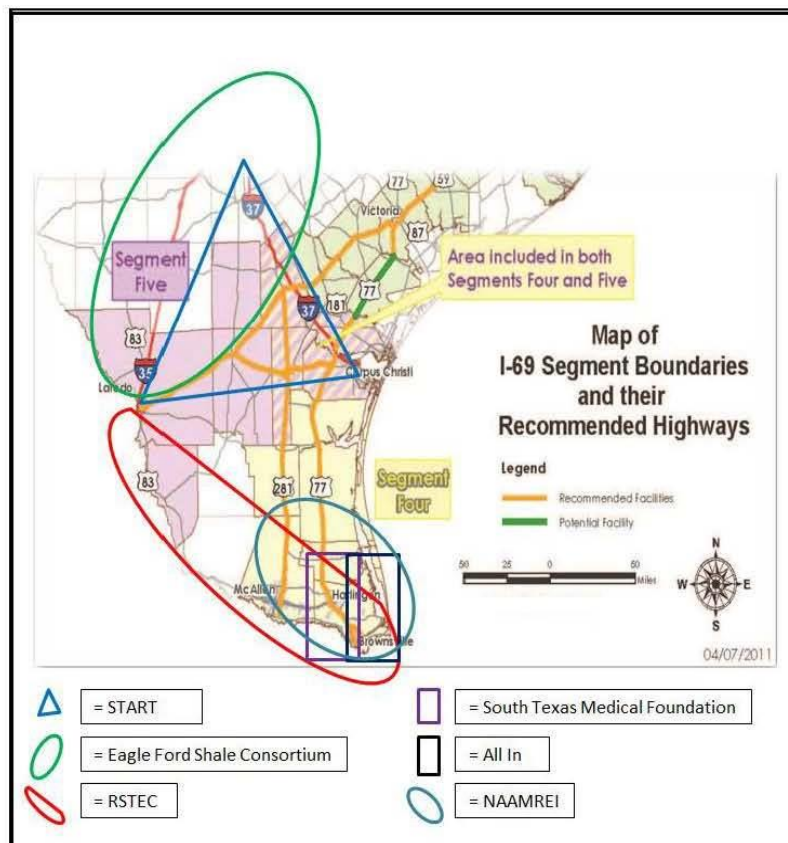 77
59
37
Victoria
87
Segment
Five
Area included in both
Segments Four and Five
77
181
37
83
Map of
I-69 Segment Boundaries
and their
Recommended Highways
35
Laredo
Corpus Christi
Legend
83
281
77
Segment
Four
Recommended Facilities
Potential Facility
50 25 0 50
Miles
N
W E
S
McAllen
Harlingen
Brownsville
04/07/2011
= START
= South Texas Medical Foundation
= Eagle Ford Shale Consortium
= All In
= RSTEC
= NAAMREI